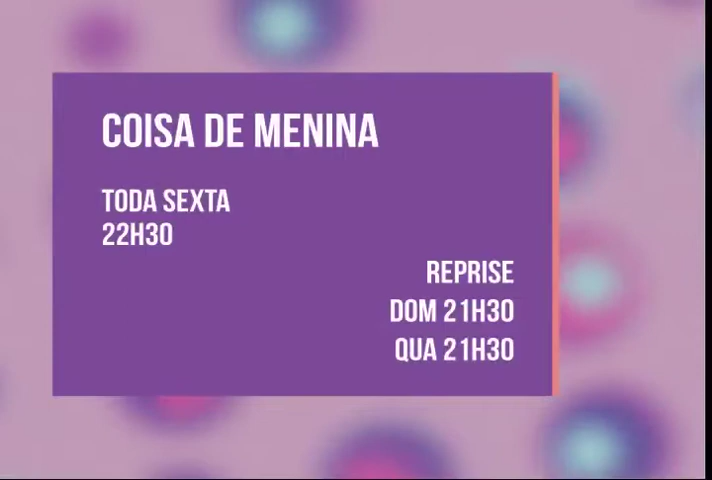 COISA DE MENINA
TODA SEXTA
22H30
REPRISE
DOM 21H30
QUA 21H30